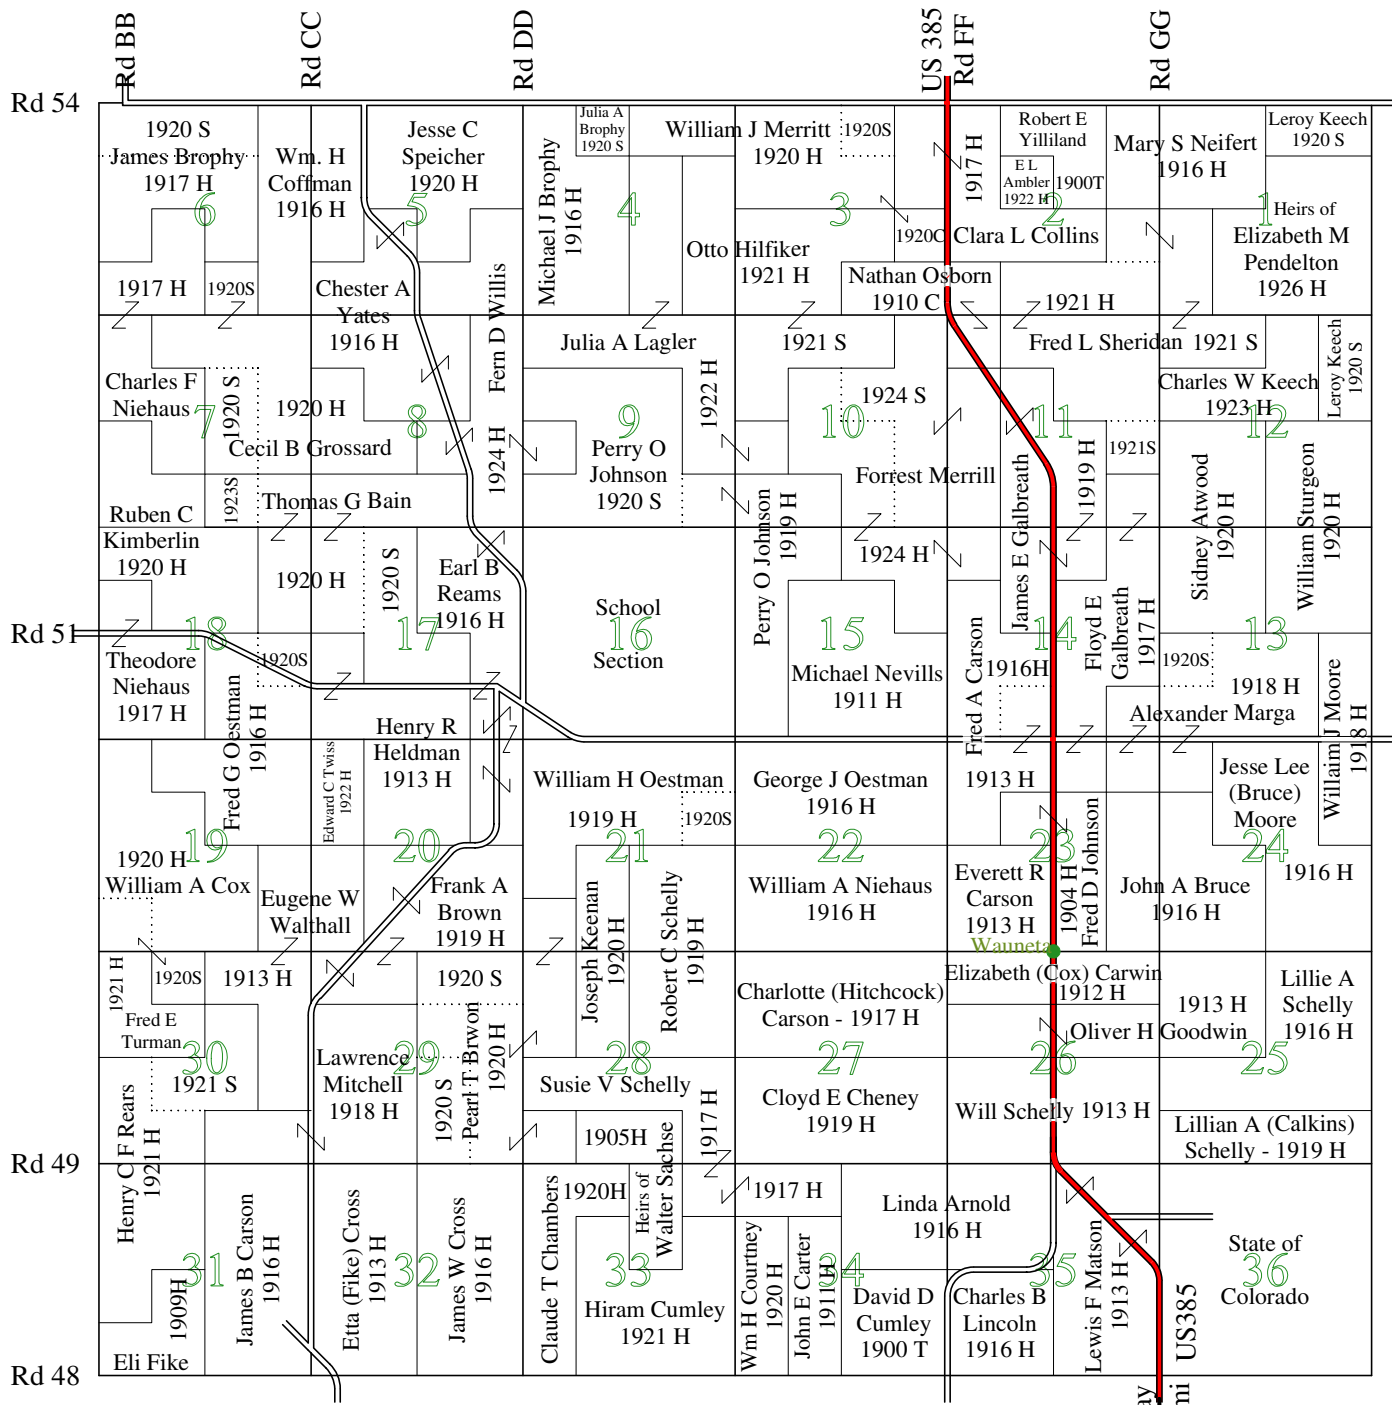 Rd BB
Rd CC
Rd DD
US 385
Rd FF
Rd GG
Rd 54
1920 S
James Brophy
1917 H
6
1917 H
1920S
Wm. H
Coffman
1916 H
Jesse C
Speicher
1920 H
5
Chester A
Yates
1916 H
Fern D Willis
1924 H
Michael J Brophy
1916 H
Julia A
Brophy
1920 S
4
William J Merritt
1920 H
1920S
3
Otto Hilfiker
1921 H
1920C
Nathan Osborn
1910 C
1917 H
Robert E
Yilliland
E L
Ambler
1922 H
1900T
2
Clara L Collins
1921 H
Mary S Neifert
1916 H
Leroy Keech
1920 S
1
Heirs of
Elizabeth M
Pendelton
1926 H
Charles F
Niehaus
7
1920 S
1920 H
8
Cecil B Grossard
1923S
Thomas G Bain
Julia A Lagler
9
1922 H
Perry O
Johnson
1920 S
1921 S
1924 S
10
Forrest Merrill
Perry O Johnson
1919 H
1924 H
Fred L Sheridan
1921 S
11
James E Galbreath
1919 H
1921S
Charles W Keech
1923 H
Leroy Keech
1920 S
12
Sidney Atwood
1920 H
William Sturgeon
1920 H
Ruben C
Kimberlin
1920 H
1920 H
1920 S
Earl B
Reams
1916 H
Rd 51
18
17
1920S
School
16
Section
15
Michael Nevills
1911 H
Fred A Carson
1916H
14
Floyd E
Galbreath
1917 H
1920S
13
1918 H
Alexander Marga
Willaim J Moore
1918 H
Theodore
Niehaus
1917 H
Fred G Oestman
1916 H
Henry R
Heldman
1913 H
Edward C Twiss
1922 H
William H Oestman
1919 H
1920S
George J Oestman
1916 H
1913 H
Jesse Lee
(Bruce)
Moore
19
20
21
22
23
24
1920 H
William A Cox
Eugene W
Walthall
1913 H
Frank A
Brown
1919 H
Joseph Keenan
1920 H
Robert C Schelly
1919 H
William A Niehaus
1916 H
Everett R
Carson
1913 H
1904 H
Fred D Johnson
John A Bruce
1916 H
1916 H
Wauneta
1921 H
1920S
Fred E
Turman
30
1921 S
1920 S
Lawrence
Mitchell
1918 H
29
1920 S
Pearl T Brwon
1920 H
28
Susie V Schelly
1917 H
1905H
Charlotte (Hitchcock)
Carson - 1917 H
27
Cloyd E Cheney
1919 H
Elizabeth (Cox) Carwin
1912 H
1913 H
Oliver H Goodwin
26
Will Schelly
1913 H
Lillie A
Schelly
1916 H
25
Lillian A (Calkins)
Schelly - 1919 H
Rd 49
Henry C F Rears
1921 H
31
James B Carson
1916 H
1909H
Eli Fike
Etta (Fike) Cross
1913 H
32
James W Cross
1916 H
Claude T Chambers
1920H
Heirs of
Walter Sachse
33
Hiram Cumley
1921 H
1917 H
Wm H Courtney
1920 H
John E Carter
1911 H
34
Linda Arnold
1916 H
David D
Cumley
1900 T
35
Charles B
Lincoln
1916 H
Lewis F Matson
1913 H
US385
State of
36
Colorado
Rd 48
ay
mi